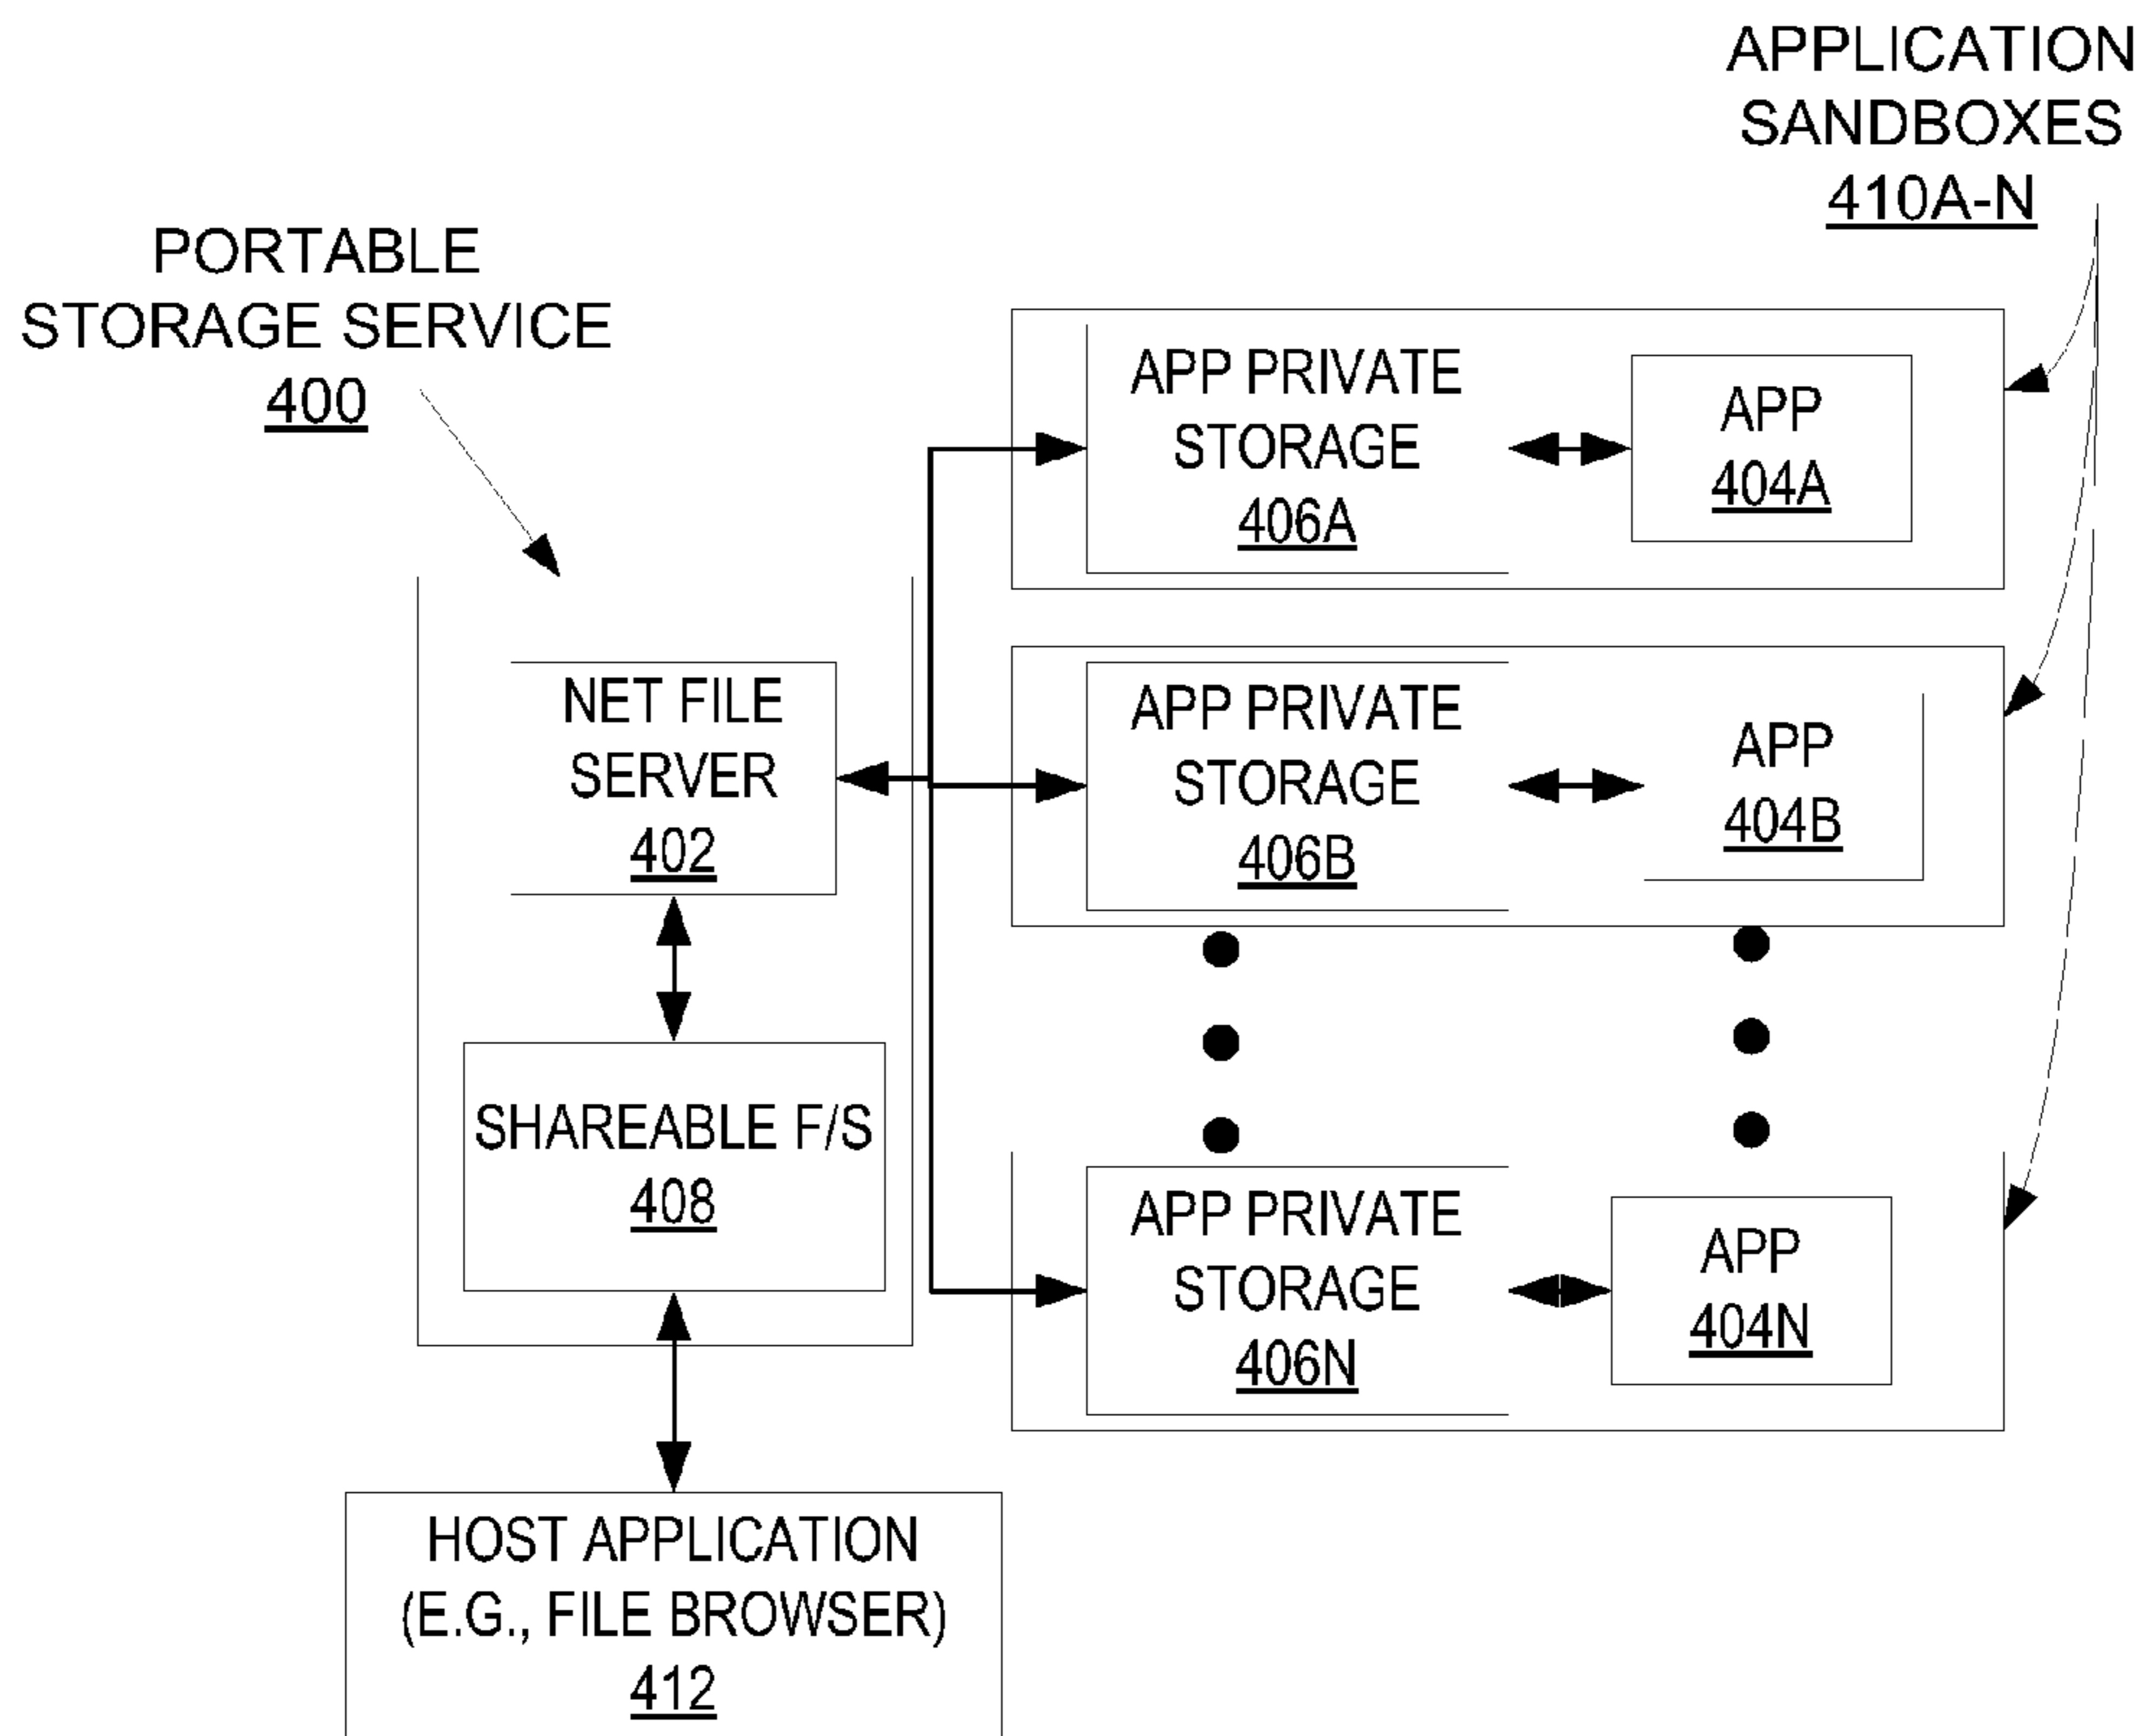 APPLICATION
SANDBOXES
410A-N
PORTABLE
STORAGE SERVICE
400
APP PRIVATE
STORAGE
406A
APP
404A
NET FILE
SERVER
402
APP PRIVATE
STORAGE
406B
APP
404B
SHAREABLE F/S
408
APP PRIVATE
STORAGE
406N
APP
404N
HOST APPLICATION
(E.G., FILE BROWSER)
412